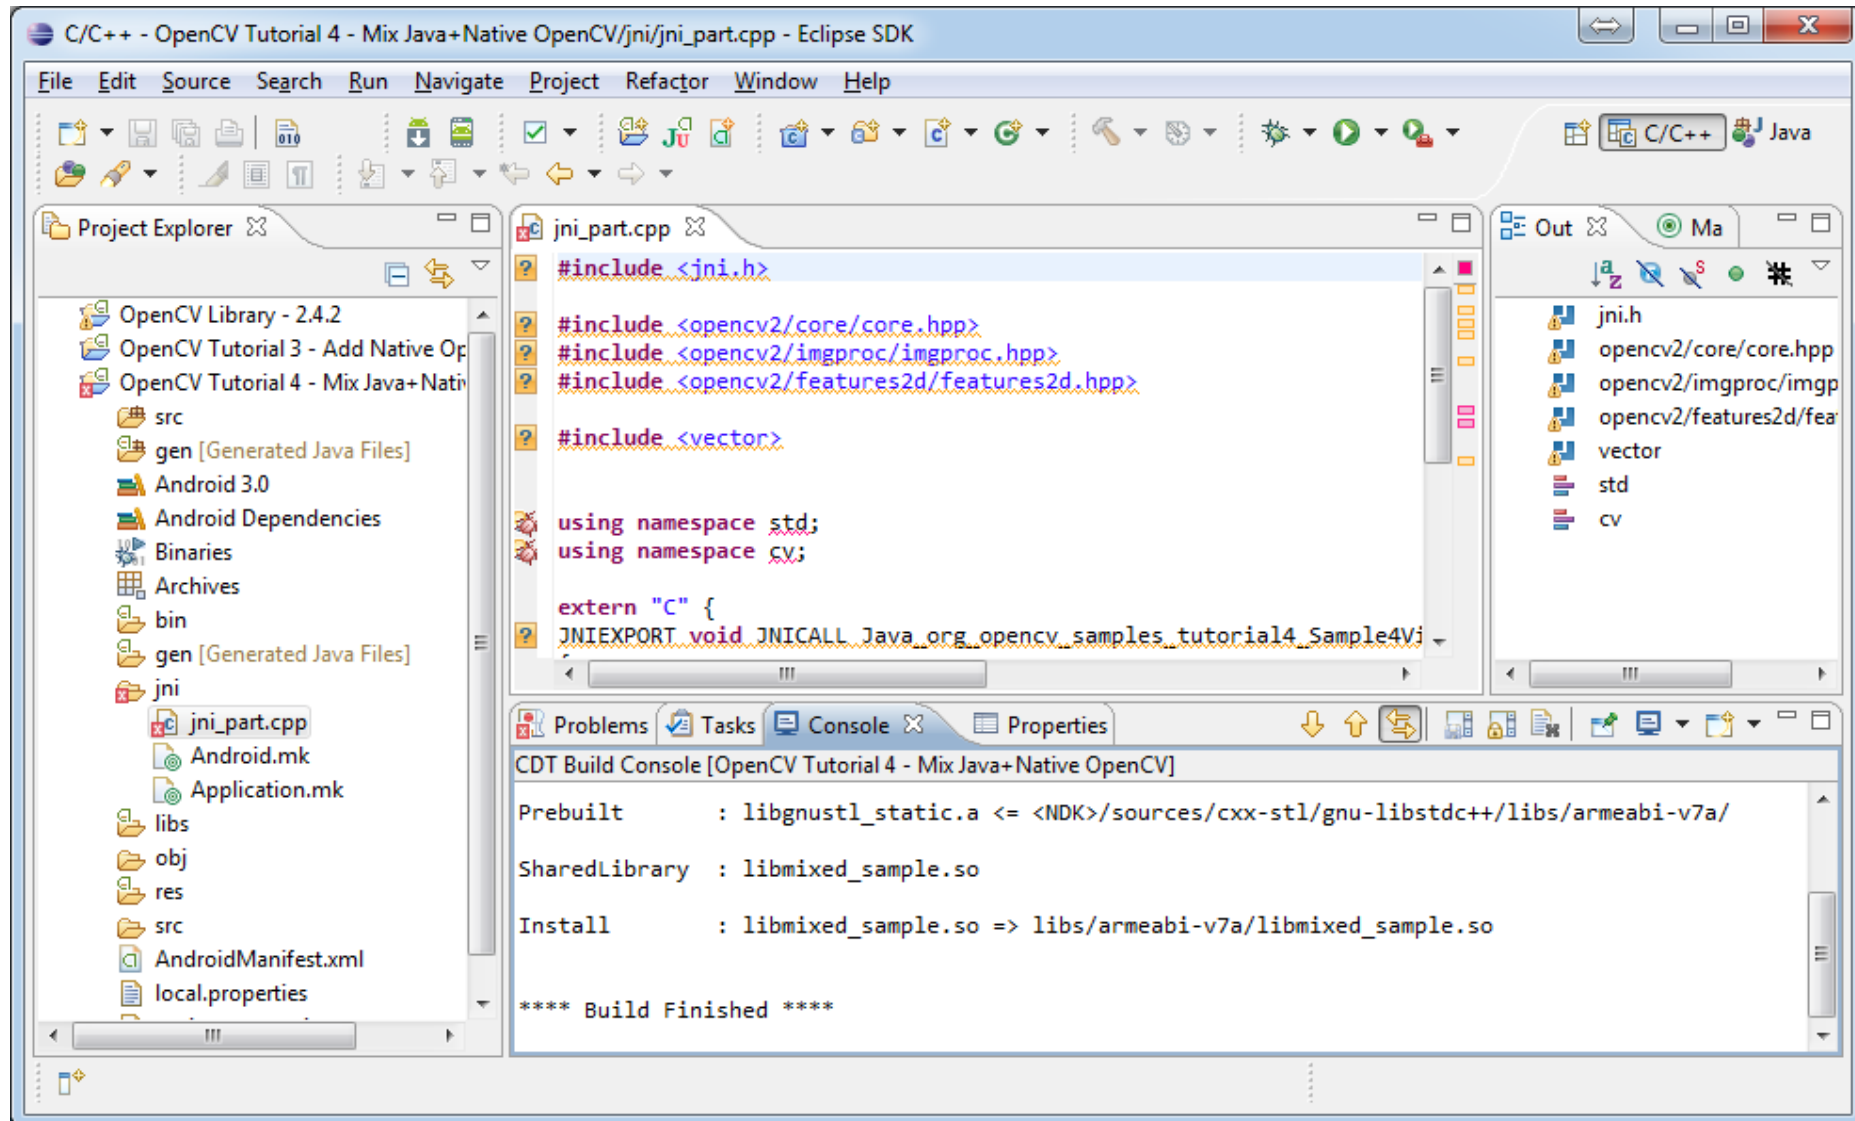 C/C++ - OpenCV Tutorial 4 - Mix Java+Native OpenCV/jni/jni_part.cpp - Eclipse SDK
File Edit Source Search Run Navigate Project Refactor Window Help
C/C++ Java
Project Explorer
OpenCV Library - 2.4.2
OpenCV Tutorial 3 - Add Native Op
OpenCV Tutorial 4 - Mix Java+Nativ
src
gen [Generated Java Files]
Android 3.0
Android Dependencies
Binaries
Archives
bin
gen [Generated Java Files]
jni
jni_part.cpp
Android.mk
Application.mk
libs
obj
res
src
AndroidManifest.xml
local.properties
jni_part.cpp
#include <jni.h>
#include <opencv2/core/core.hpp>
#include <opencv2/imgproc/imgproc.hpp>
#include <opencv2/features2d/features2d.hpp>
#include <vector>
using namespace std;
using namespace cv;
extern "C" {
JNIEXPORT void JNICALL Java_org_opencv_samples_tutorial4_Sample4Vi
Out Ma
jni.h
opencv2/core/core.hpp
opencv2/imgproc/imgp
opencv2/features2d/fea
vector
std
cv
Problems Tasks Console Properties
CDT Build Console [OpenCV Tutorial 4 - Mix Java+Native OpenCV]
Prebuilt : libgnustl_static.a <= <NDK>/sources/cxx-stl/gnu-libstdc++/libs/armeabi-v7a/
SharedLibrary : libmixed_sample.so
Install : libmixed_sample.so => libs/armeabi-v7a/libmixed_sample.so
**** Build Finished ****